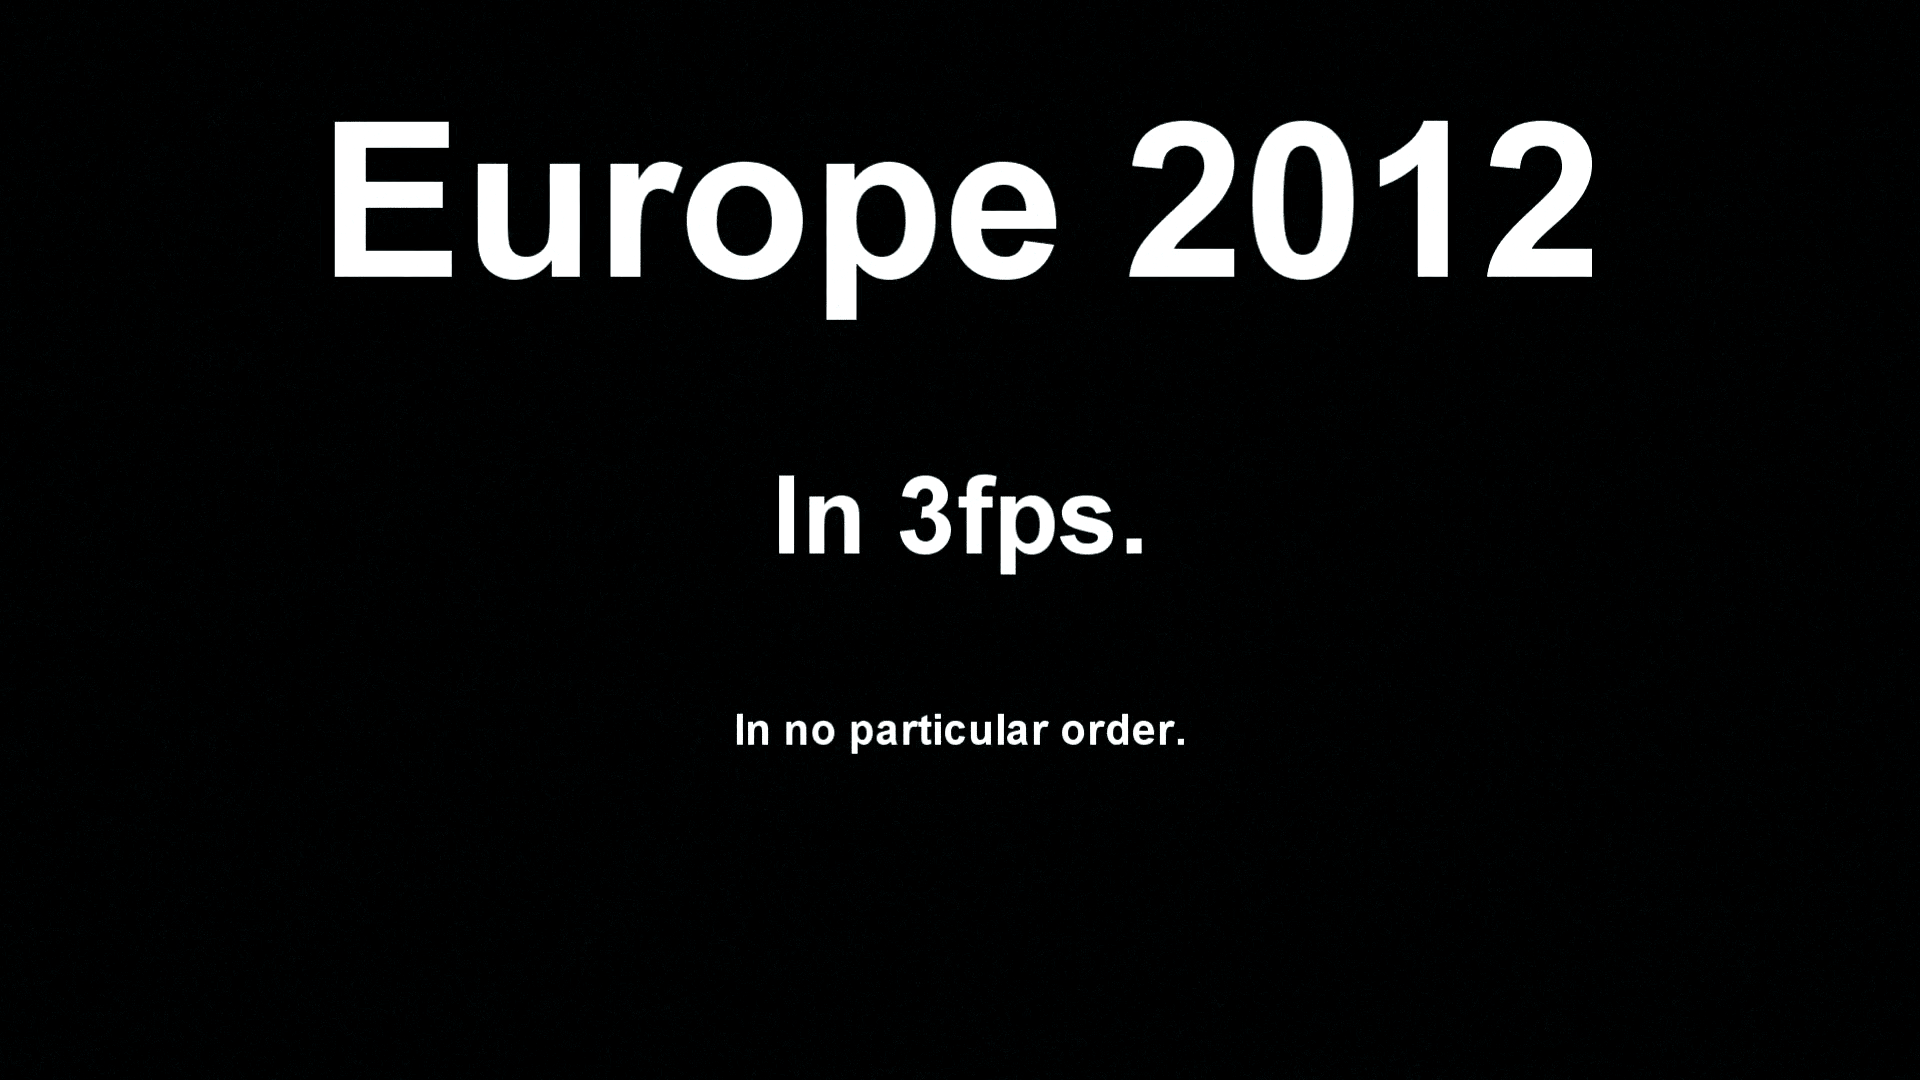 Europe 2012
In 3fps.
In no particular order.